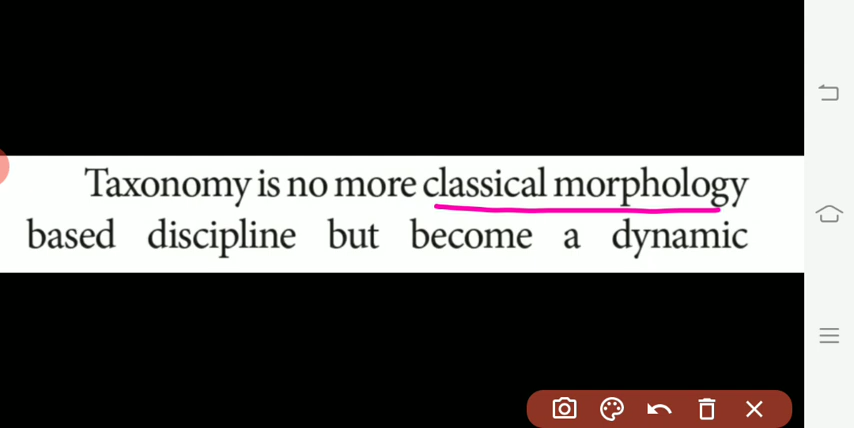 Taxonomy is no more classical morphology
based discipline but become a dynamic